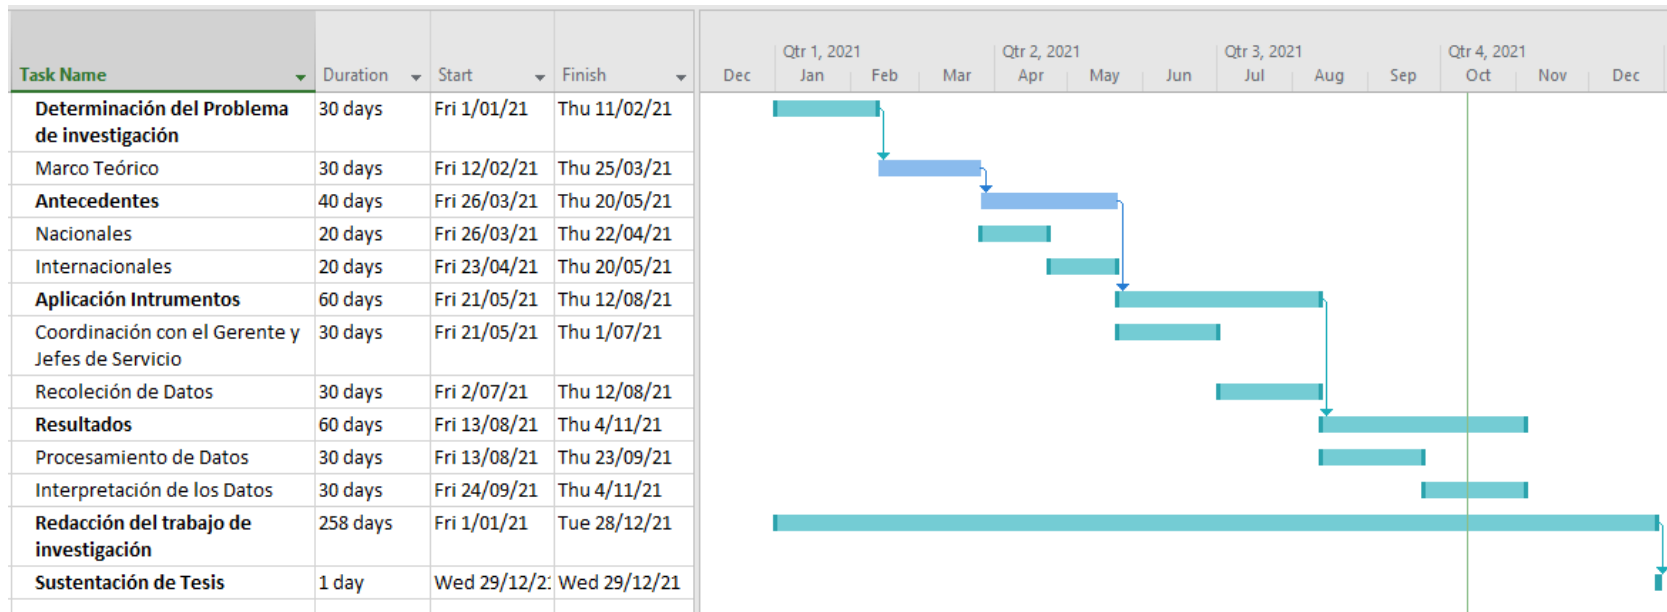 Qtr 1, 2021 Qtr 2, 2021 Qtr 3, 2021 Qtr 4, 2021
Task Name Duration Start Finish Dec Jan Feb Mar Apr May Jun Jul Aug Sep Oct Nov Dec
Determinación del Problema 30 days Fri 1/01/21 Thu 11/02/21
de investigación
Marco Teórico 30 days Fri 12/02/21 Thu 25/03/21
Antecedentes 40 days Fri 26/03/21 Thu 20/05/21
Nacionales 20 days Fri 26/03/21 Thu 22/04/21
Internacionales 20 days Fri 23/04/21 Thu 20/05/21
Aplicación Intrumentos 60 days Fri 21/05/21 Thu 12/08/21
Coordinación con el Gerente y 30 days Fri 21/05/21 Thu 1/07/21
Jefes de Servicio
Recoleción de Datos 30 days Fri 2/07/21 Thu 12/08/21
Resultados 60 days Fri 13/08/21 Thu 4/11/21
Procesamiento de Datos 30 days Fri 13/08/21 Thu 23/09/21
Interpretación de los Datos 30 days Fri 24/09/21 Thu 4/11/21
Redacción del trabajo de 258 days Fri 1/01/21 Tue 28/12/21
investigación
Sustentación de Tesis 1 day Wed 29/12/2 Wed 29/12/21